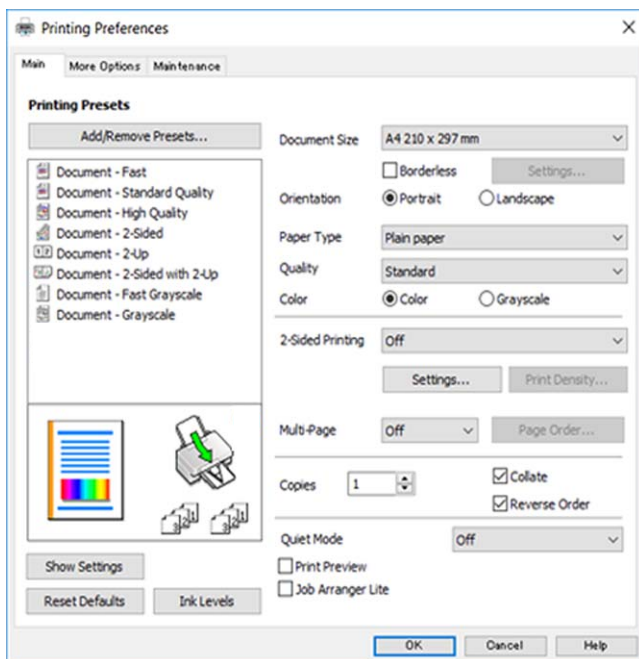 Printing Preferences
Main More Options Maintenance
Printing Presets
Add/Remove Presets...
Document - Fast
Document - Standard Quality
Document - High Quality
Document - 2-Sided
Document - 2-Up
Document - 2-Sided with 2-Up
Document - Fast Grayscale
Document - Grayscale
Show Settings
Reset Defaults Ink Levels
Document Size A4 210 x 297 mm
Borderless Settings...
Orientation Portrait Landscape
Paper Type Plain paper
Quality Standard
Color Color Grayscale
2-Sided Printing Off
Settings... Print Density...
Multi-Page Off Page Order...
Copies 1 Collate
Reverse Order
Quiet Mode Off
Print Preview
Job Arranger Lite
OK Cancel Help